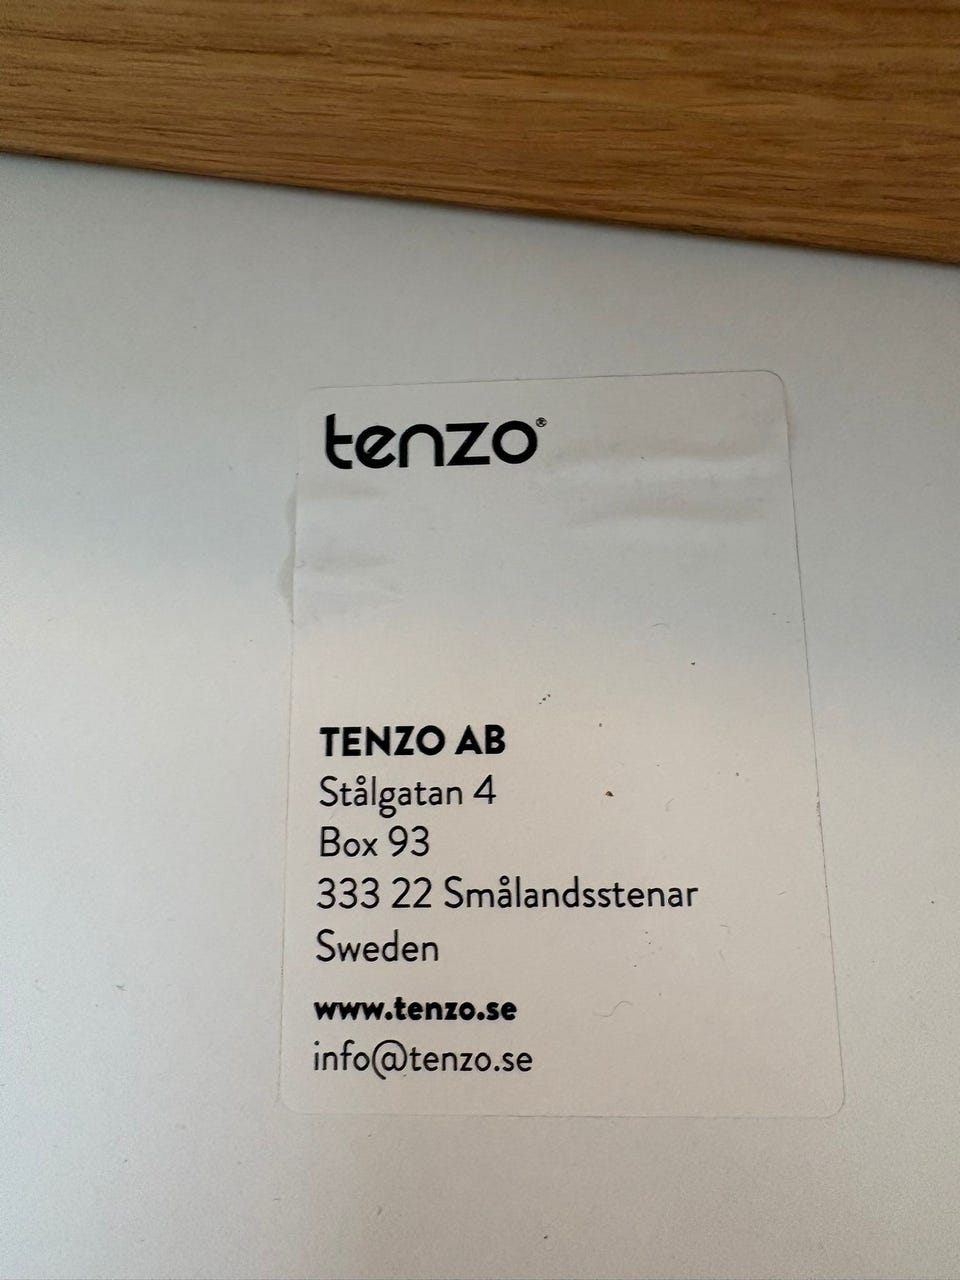 tenzo®
TENZO AB
Stålgatan 4
Box 93
333 22 Smålandsstenar
Sweden
www.tenzo.se
info@tenzo.se